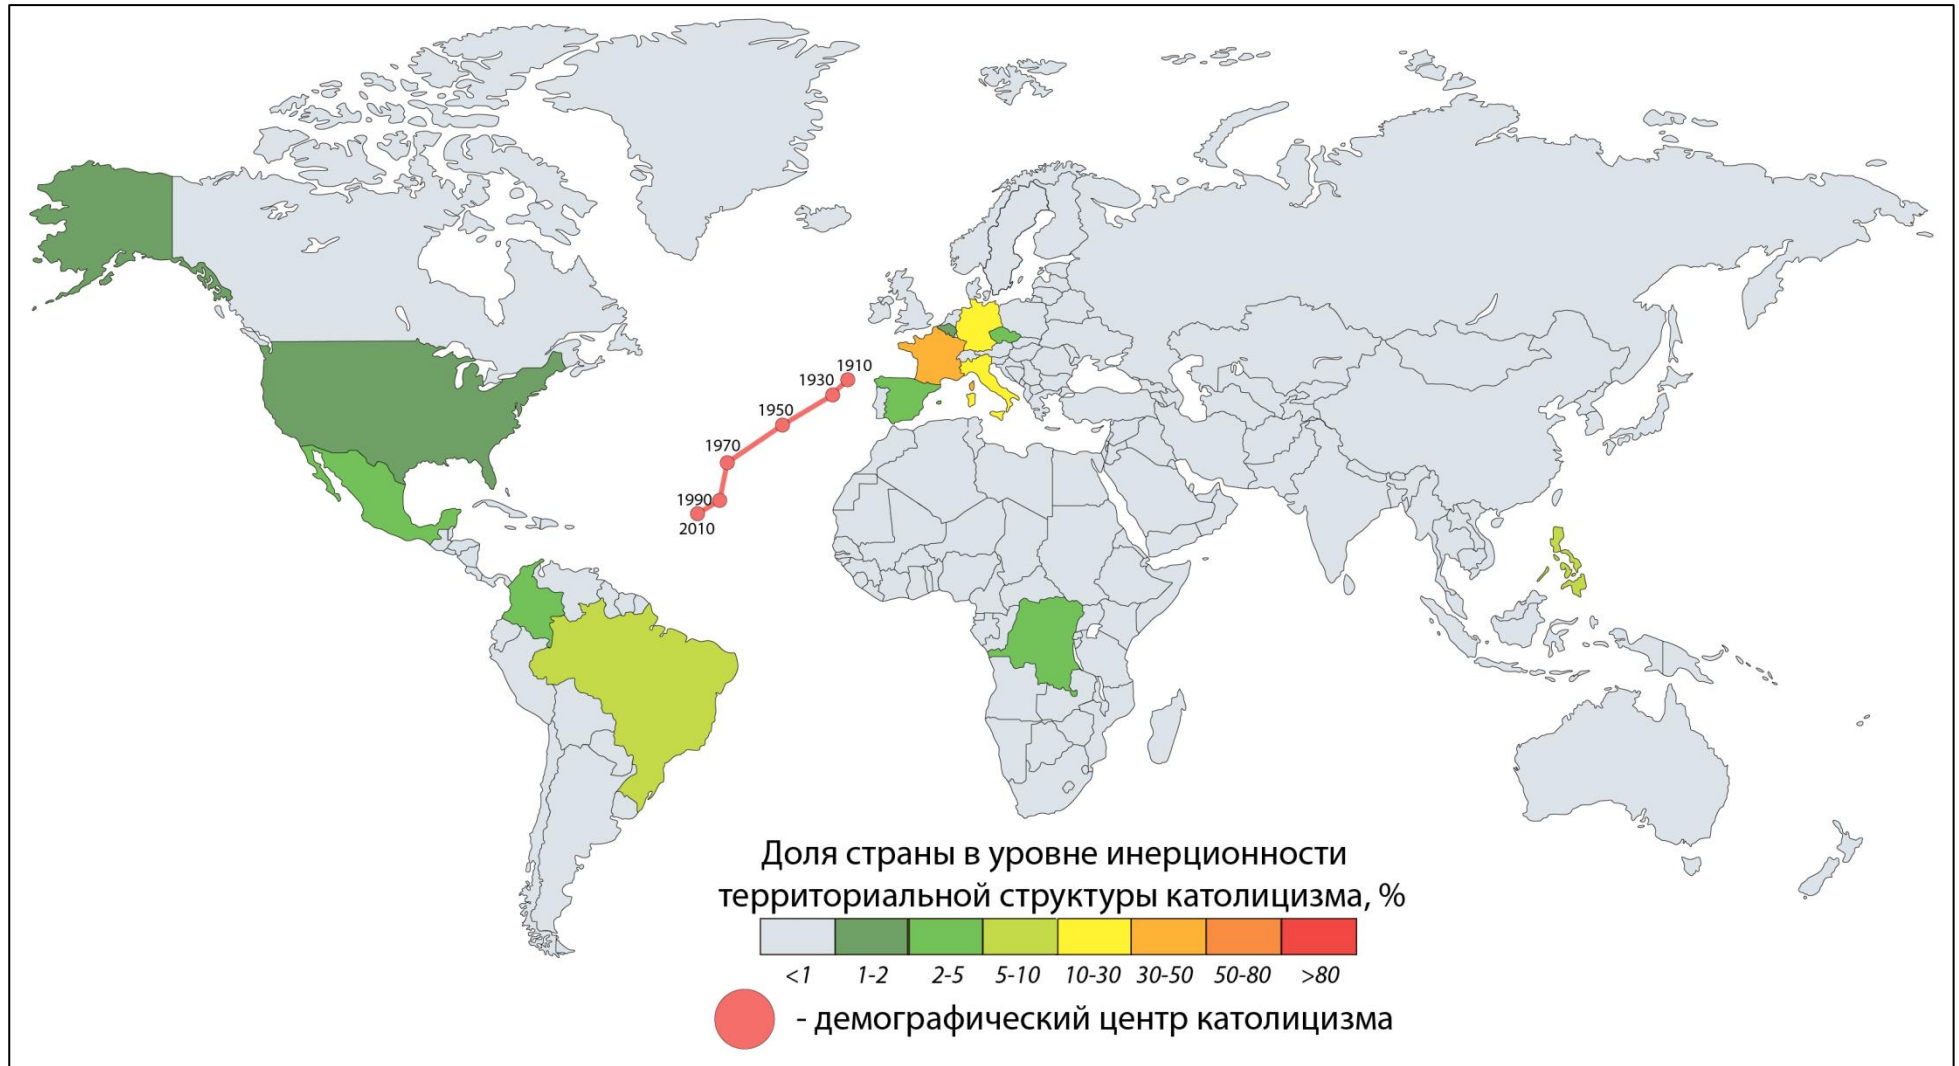 1910
1930
1950
1970
1990
2010
Доля страны в уровне инерционности
территориальной структуры католицизма, %
<1 1-2 2-5 5-10 10-30 30-50 50-80 >80
- демографический центр католицизма